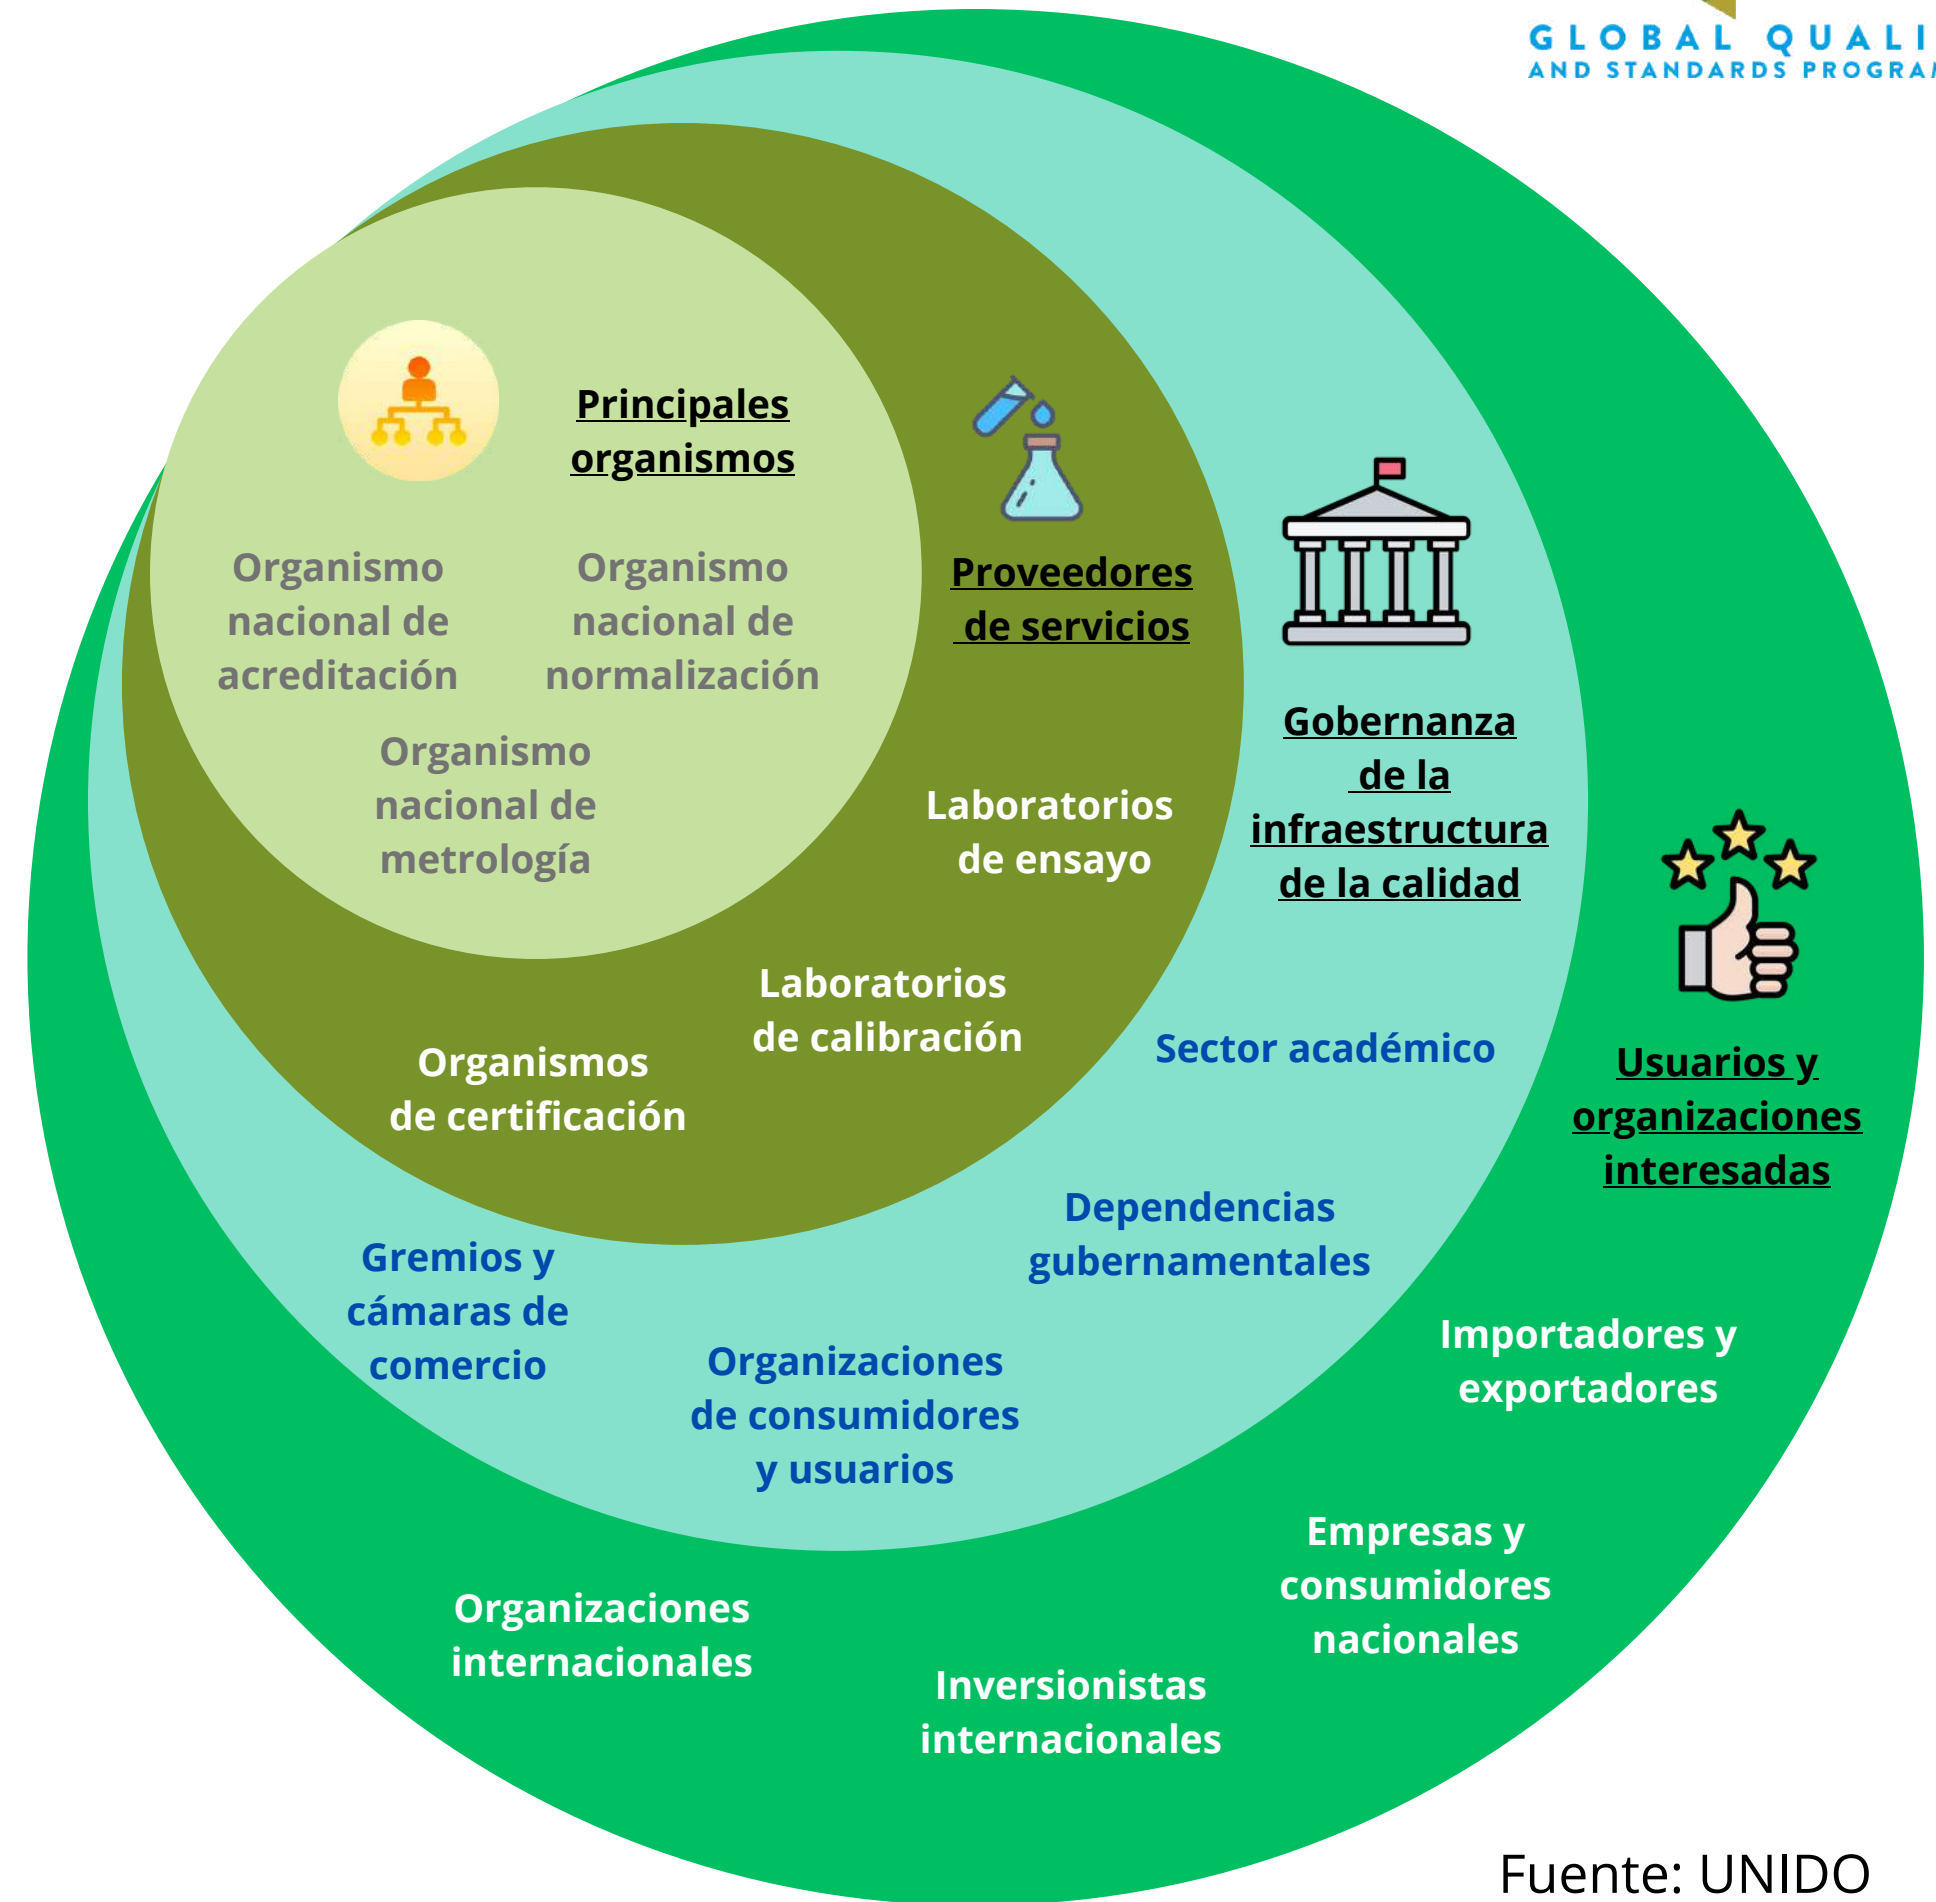 GLOBAL QUALI
AND STANDARDS PROGRAM
Principales
organismos
Organismo
nacional de
acreditación
Organismo
nacional de
normalización
Organismo
nacional de
metrología
Proveedores
de servicios
Laboratorios
de ensayo
Laboratorios
de calibración
Organismos
de certificación
Gobernanza
de la
infraestructura
de la calidad
Sector académico
Dependencias
gubernamentales
Organizaciones
de consumidores
y usuarios
Gremios y
cámaras de
comercio
Usuarios y
organizaciones
interesadas
Importadores y
exportadores
Empresas y
consumidores
nacionales
Inversionistas
internacionales
Organizaciones
internacionales
Fuente: UNIDO